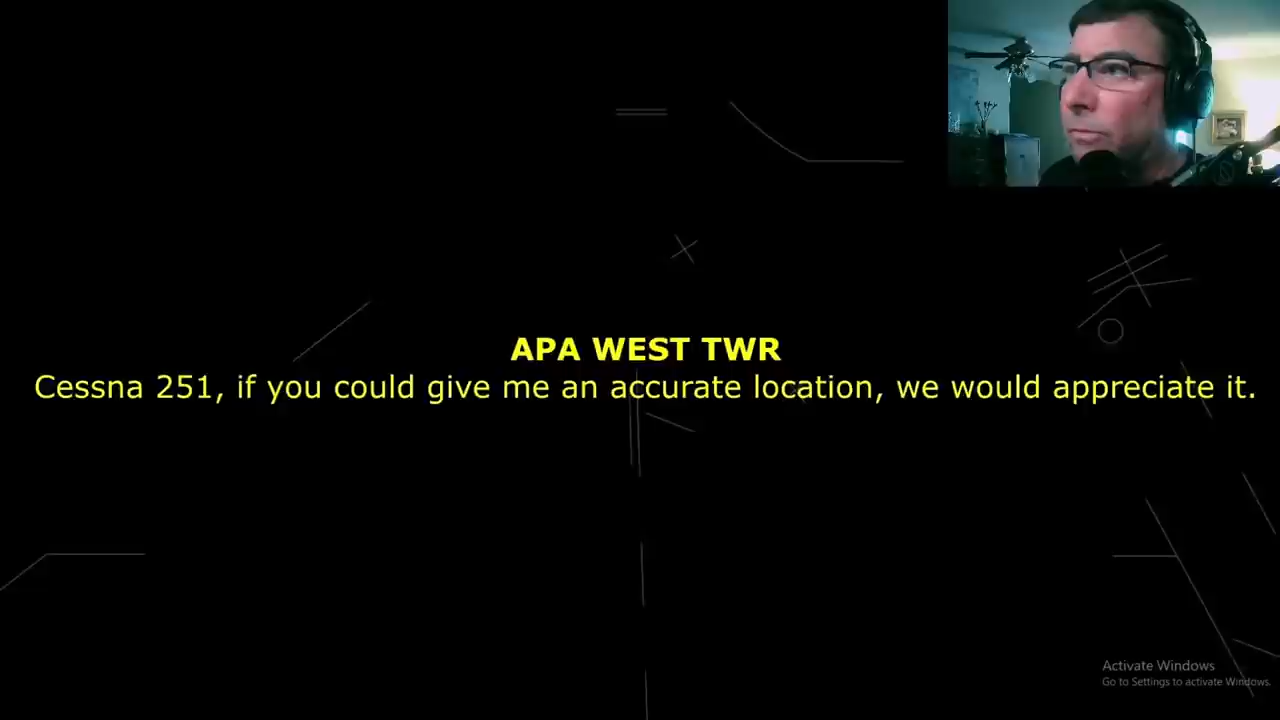 APA WEST TWR
Cessna 251, if you could give me an accurate location, we would appreciate it.
Activate Windows
Go to Settings to activate Windows.